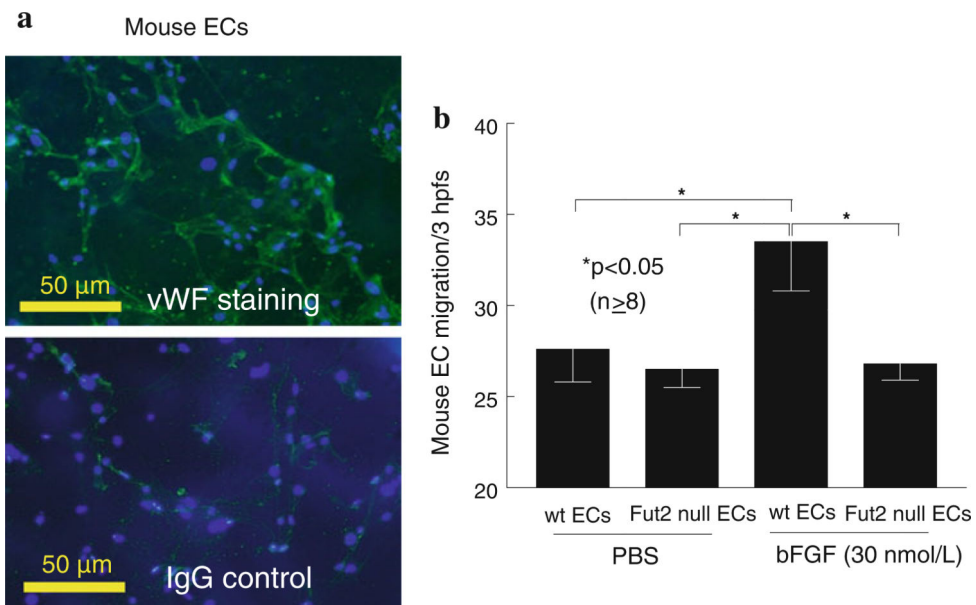 a
Mouse ECs
50 µm
vWF staining
50 µm
IgG control
b
Mouse EC migration/3 hpfs
40
35
30
25
20
*
*
*
*p<0.05
(n≥8)
wt ECs Fut2 null ECs wt ECs Fut2 null ECs
PBS bFGF (30 nmol/L)